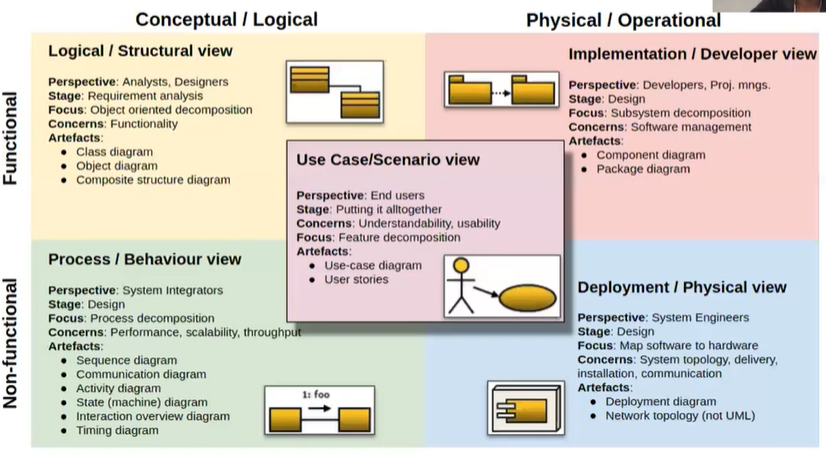 Conceptual / Logical
Physical / Operational
Functional
Non-functional
Logical / Structural view
Perspective: Analysts, Designers
Stage: Requirement analysis
Focus: Object oriented decomposition
Concerns: Functionality
Artefacts:
● Class diagram
● Object diagram
● Composite structure diagram
Implementation / Developer view
Perspective: Developers, Proj. mngs.
Stage: Design
Focus: Subsystem decomposition
Concerns: Software management
Artefacts:
● Component diagram
● Package diagram
Use Case/Scenario view
Perspective: End users
Stage: Putting it alltogether
Concerns: Understandability, usability
Focus: Feature decomposition
Artefacts:
● Use-case diagram
● User stories
Process / Behaviour view
Perspective: System Integrators
Stage: Design
Focus: Process decomposition
Concerns: Performance, scalability, throughput
Artefacts:
● Sequence diagram
● Communication diagram
● Activity diagram
● State (machine) diagram
● Interaction overview diagram
● Timing diagram
1: foo
Deployment / Physical view
Perspective: System Engineers
Stage: Design
Focus: Map software to hardware
Concerns: System topology, delivery,
installation, communication
Artefacts:
● Deployment diagram
● Network topology (not UML)